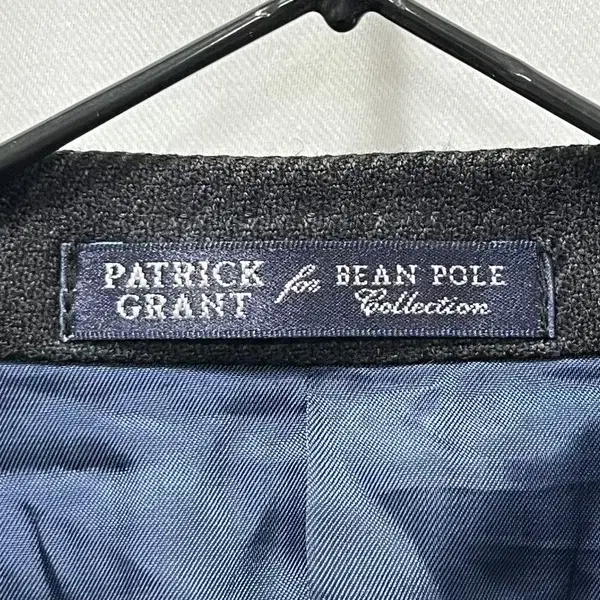 PATRICK
GRANT
for
BEAN POLE
Collection